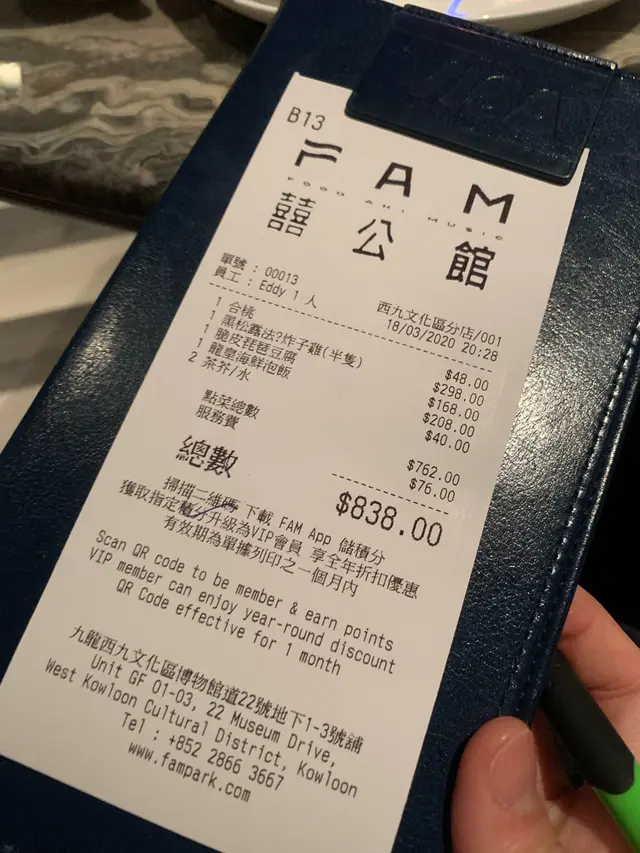 VISA
B13
FAM
FOOD ANI MUSIC
囍公館
單號 : 00013
員工 : Eddy 1 人
西九文化區分店/001
18/03/2020 20:28
1 合桃 $48.00
1 黑松露法?炸子雞(半隻) $298.00
1 脆皮琵琶豆腐 $168.00
1 龍皇海鮮泡飯 $208.00
2 茶芥/水 $40.00
點菜總數 $762.00
服務費 $76.00
總數 $838.00
掃描二維碼 下載 FAM App 儲積分
獲取指定積分升級為VIP會員 享全年折扣優惠
有效期為單據列印之一個月內
Scan QR code to be member & earn points
VIP member can enjoy year-round discount
QR Code effective for 1 month
九龍西九文化區博物館道22號地下1-3號舖
Unit GF 01-03, 22 Museum Drive,
West Kowloon Cultural District, Kowloon
Tel : +852 2866 3667
www.fampark.com